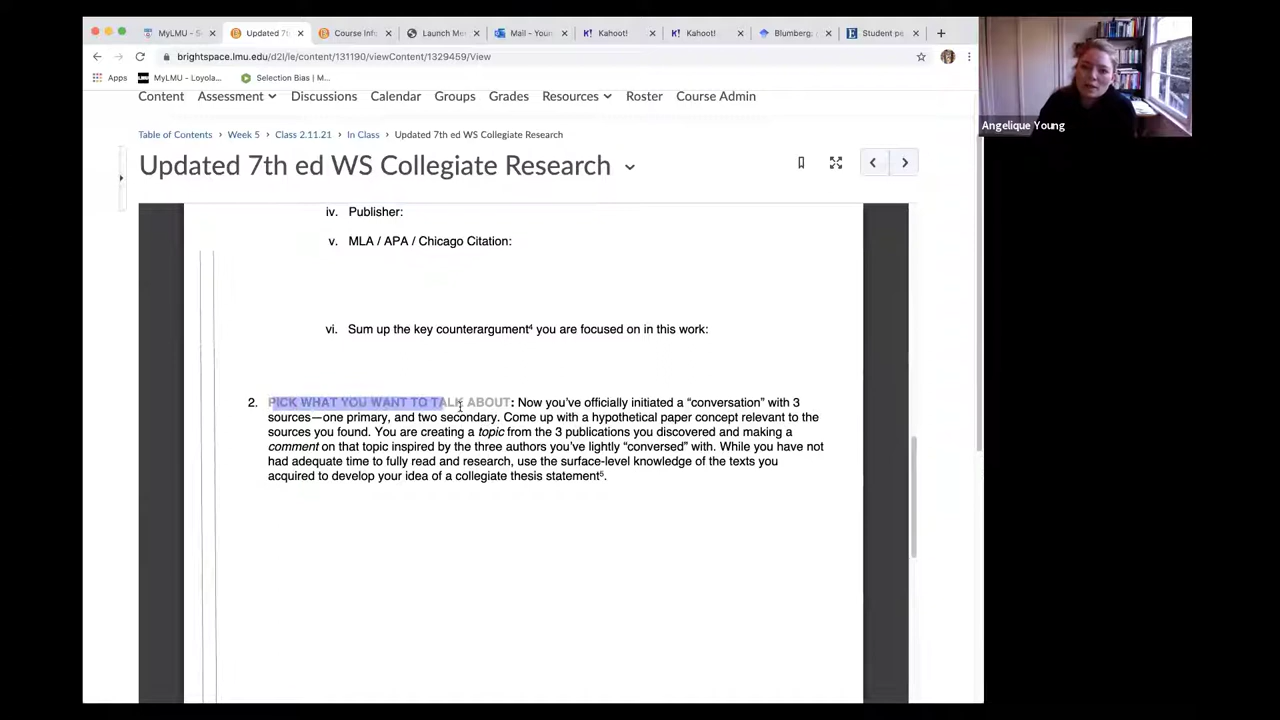 MyLMU - S
Updated 7
Course Inf
Launch Me
Mail – Youn
Kahoot!
Kahoot!
Blumberg:
Student pe
brightspace.lmu.edu/d2l/le/content/131190/viewContent/1329459/View
Apps
MyLMU - Loyola...
Selection Bias | M...
Content Assessment Discussions Calendar Groups Grades Resources Roster Course Admin
Angelique Young
Table of Contents › Week 5 › Class 2.11.21 › In Class › Updated 7th ed WS Collegiate Research
Updated 7th ed WS Collegiate Research
iv. Publisher:
v. MLA / APA / Chicago Citation:
vi. Sum up the key counterargument⁴ you are focused on in this work:
2. PICK WHAT YOU WANT TO TALK ABOUT: Now you’ve officially initiated a “conversation” with 3
sources—one primary, and two secondary. Come up with a hypothetical paper concept relevant to the
sources you found. You are creating a topic from the 3 publications you discovered and making a
comment on that topic inspired by the three authors you’ve lightly “conversed” with. While you have not
had adequate time to fully read and research, use the surface-level knowledge of the texts you
acquired to develop your idea of a collegiate thesis statement⁵.